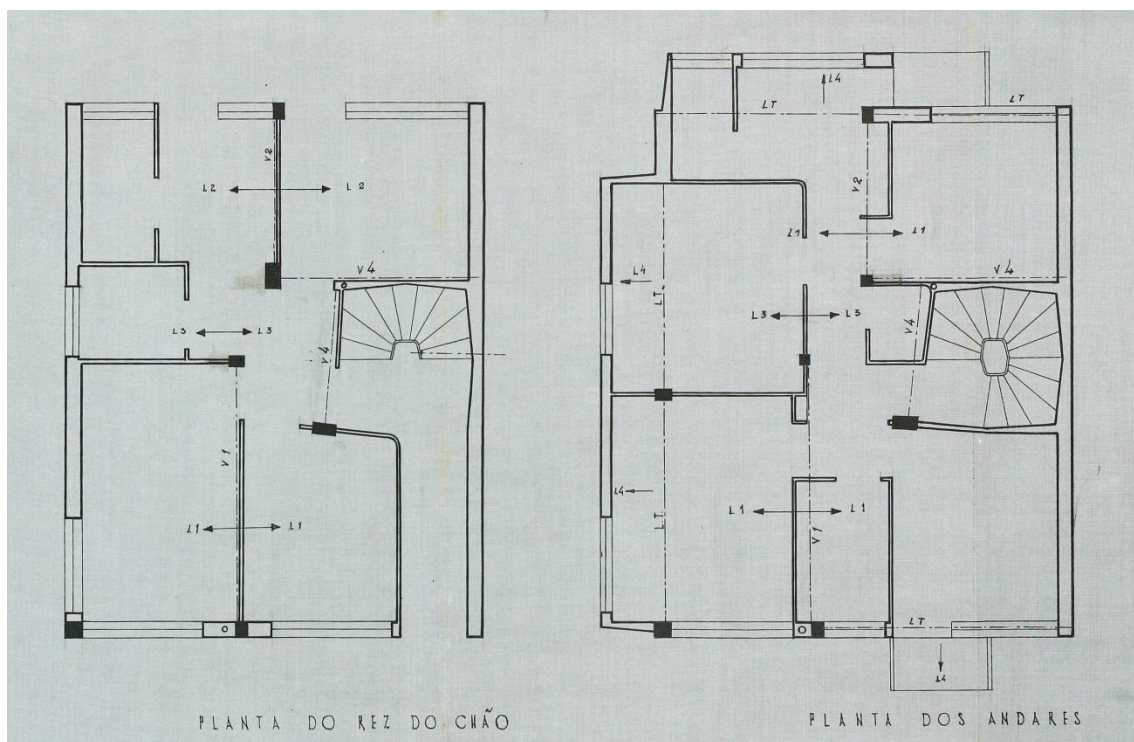 V2
L2 L2
V4
L3 L3
V4
V1
L1 L1
PLANTA DO REZ DO CHÃO
L4
LT
LT
V2
L1 L1
L4
LT
V4
L3 L3
V4
L4
LT
L1 L1
V1
LT
L4
PLANTA DOS ANDARES